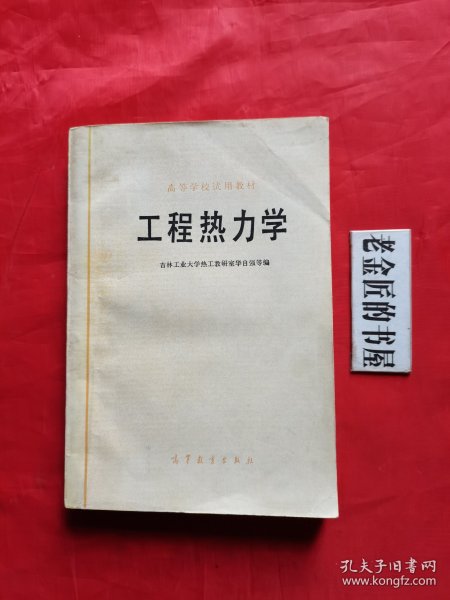 高等学校试用教材
工程热力学
吉林工业大学热工教研室华自强等编
高等教育出版社
老金匠的书屋
孔夫子旧书网
www.kongfz.com